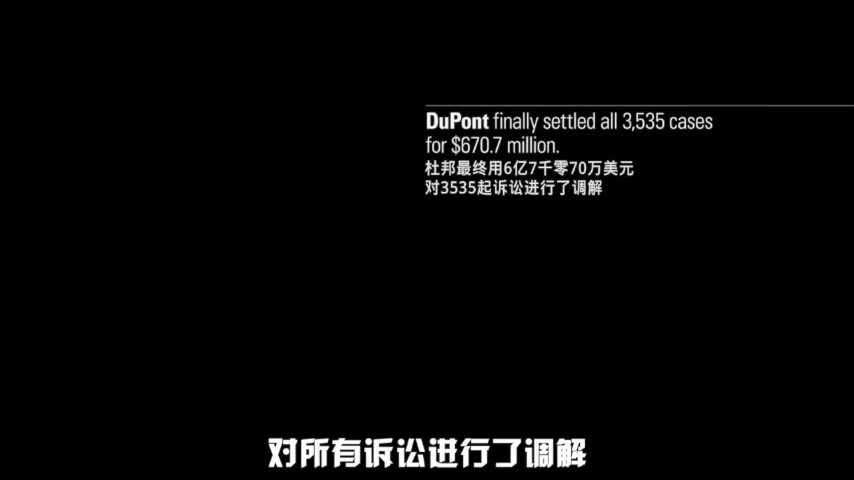 DuPont finally settled all 3,535 cases
for $670.7 million.
杜邦最终用6亿7千零70万美元
对3535起诉讼进行了调解
对所有诉讼进行了调解